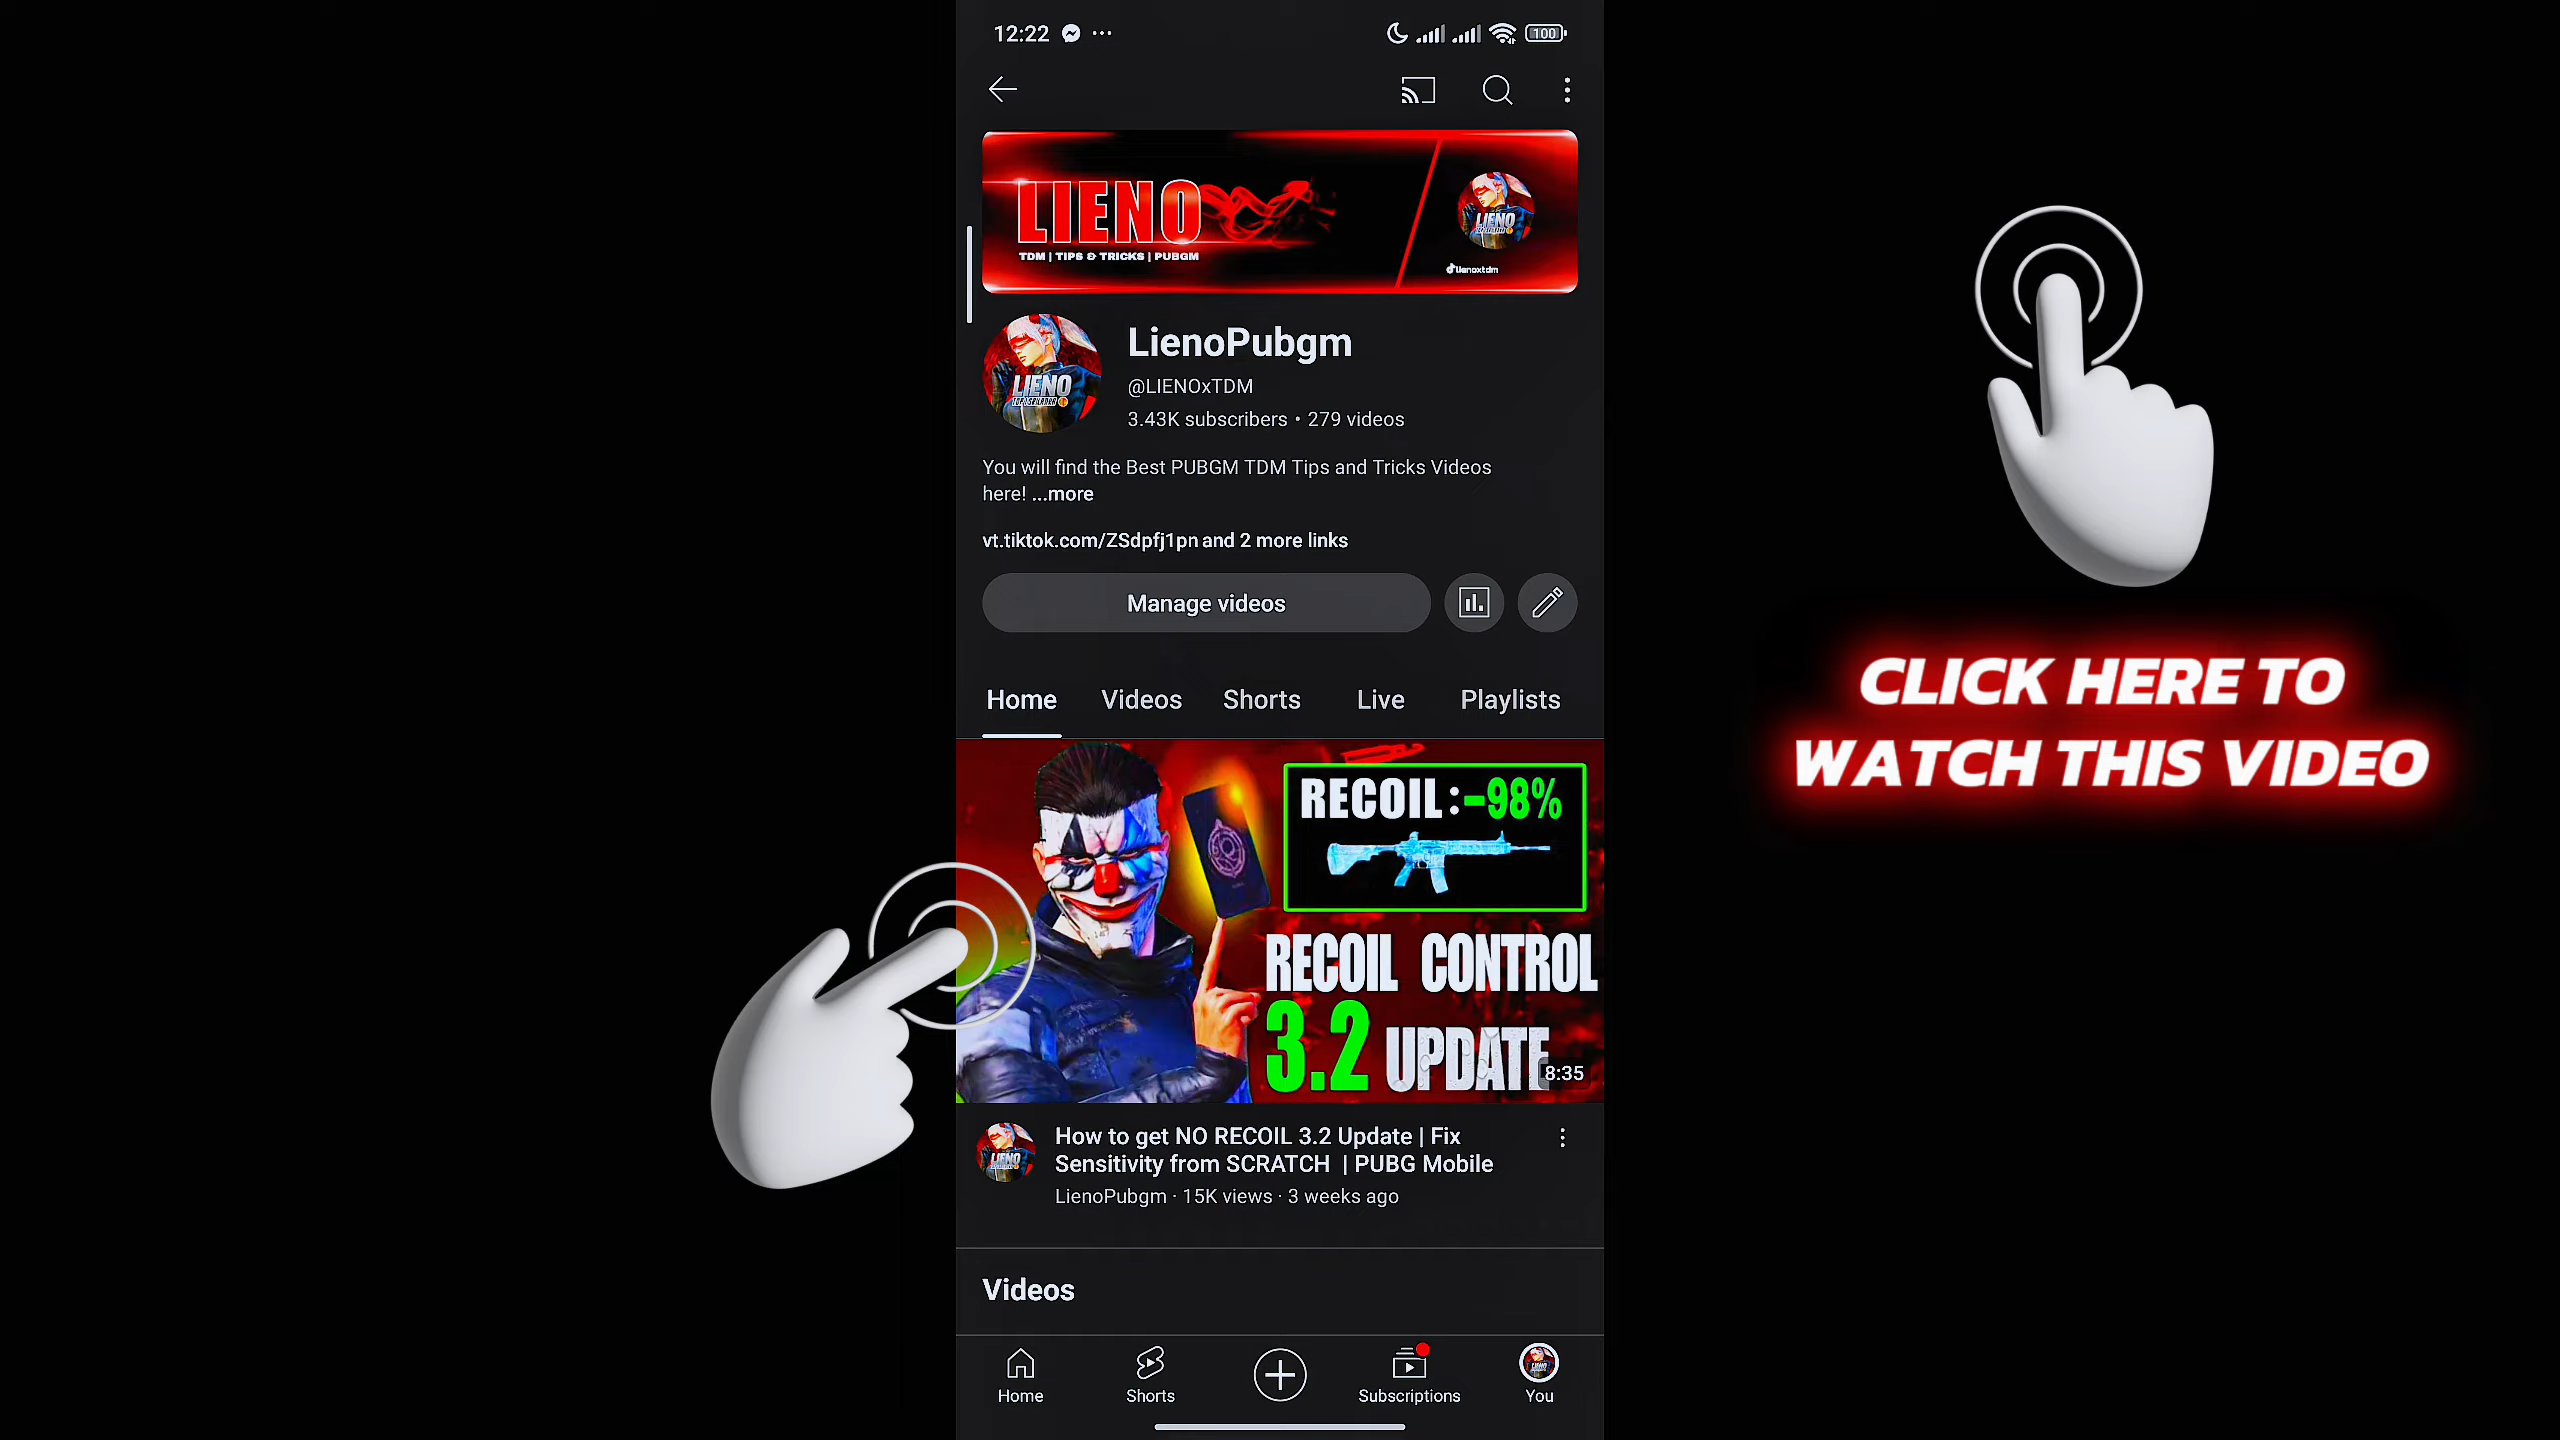 12:22
100
LIENO
TDM | TIPS & TRICKS | PUBGM
LIENO
lienoxtdm
LIENO
LienoPubgm
@LIENOxTDM
3.43K subscribers • 279 videos
You will find the Best PUBGM TDM Tips and Tricks Videos
here! ...more
vt.tiktok.com/ZSdpfj1pn and 2 more links
Manage videos
Home Videos Shorts Live Playlists
RECOIL:-98%
RECOIL CONTROL
3.2 UPDATE
8:35
LIENO
How to get NO RECOIL 3.2 Update | Fix
Sensitivity from SCRATCH | PUBG Mobile
LienoPubgm · 15K views · 3 weeks ago
Videos
Home Shorts Subscriptions You
CLICK HERE TO
WATCH THIS VIDEO